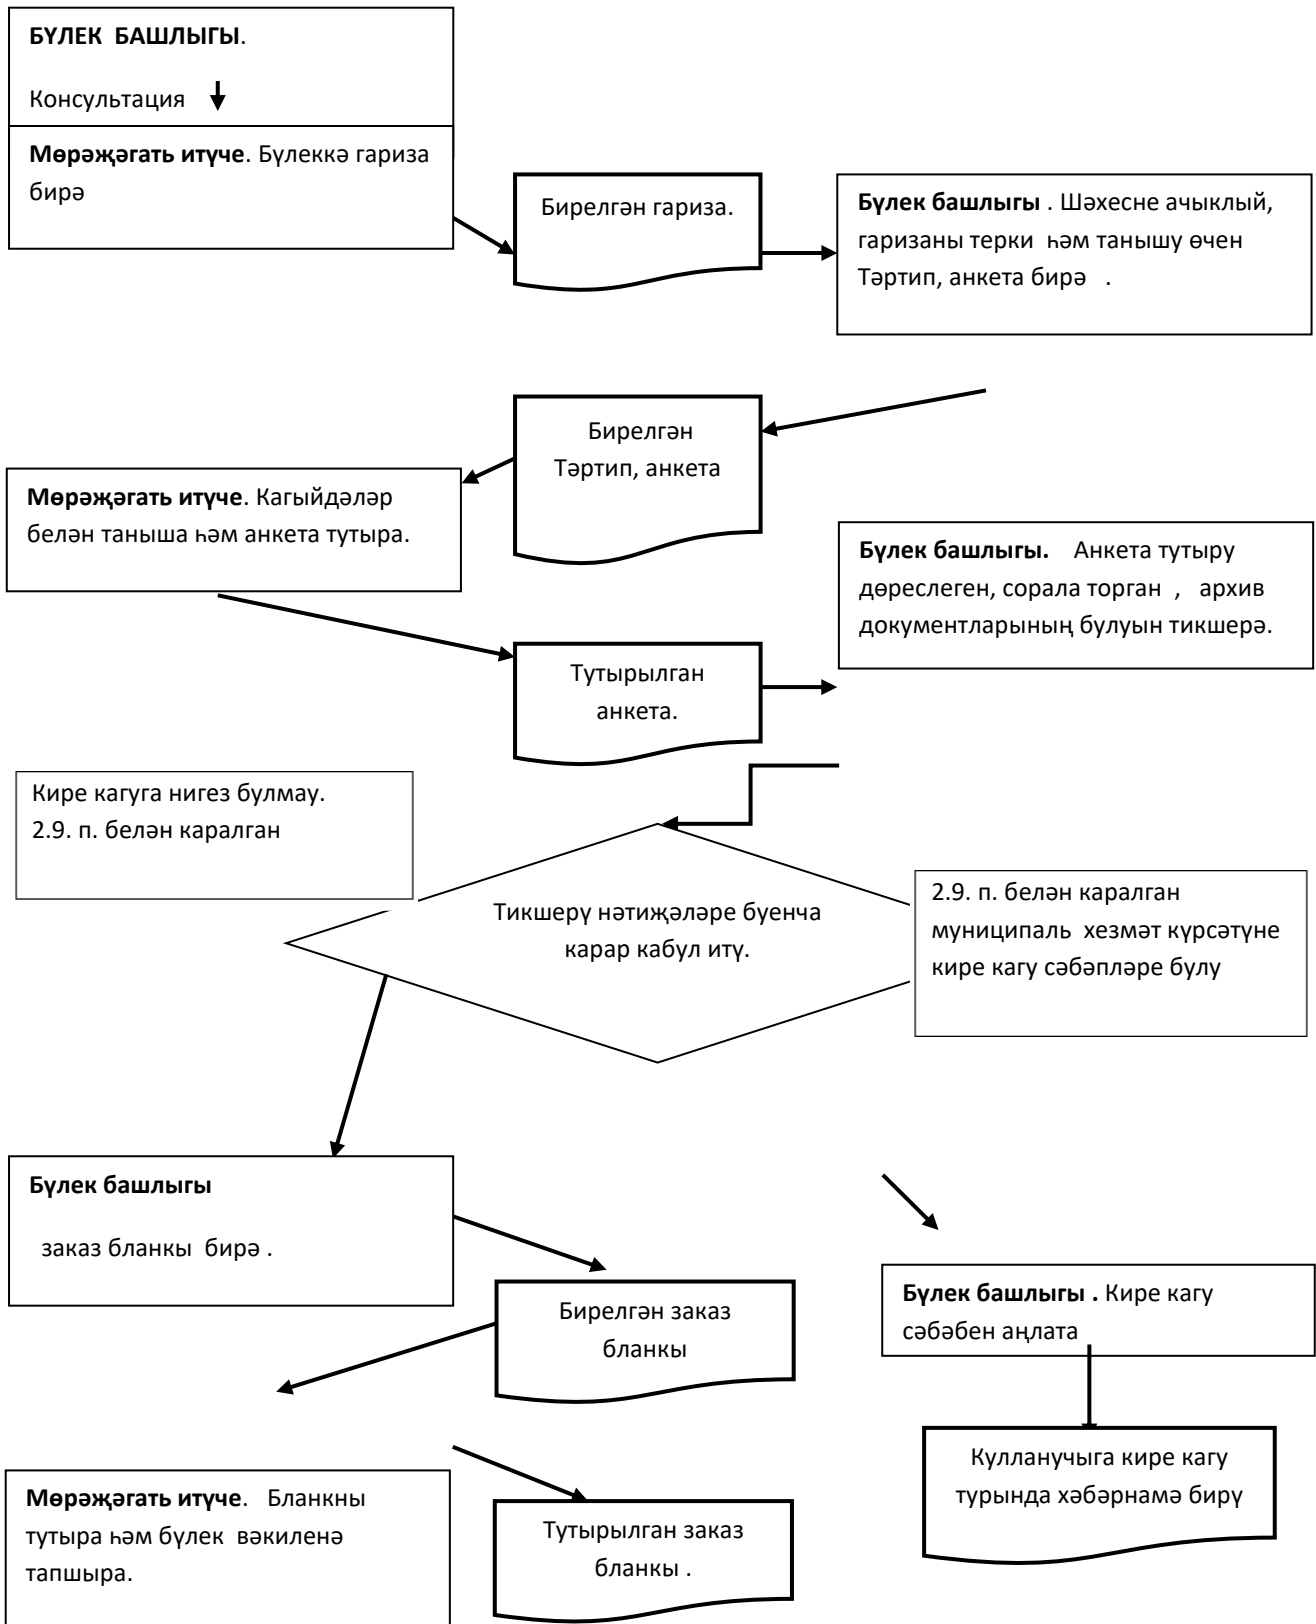 БҮЛЕК БАШЛЫГЫ.
Консультация
Мөрәҗәгать итүче. Бүлеккә гариза
бирә
Бирелгән гариза.
Бүлек башлыгы . Шәхесне ачыклый,
гаризаны терки һәм танышу өчен
Тәртип, анкета бирә .
Бирелгән
Тәртип, анкета
Мөрәҗәгать итүче. Кагыйдәләр
белән таныша һәм анкета тутыра.
Бүлек башлыгы. Анкета тутыру
дөреслеген, сорала торган , архив
документларының булуын тикшерә.
Тутырылган
анкета.
Кире кагуга нигез булмау.
2.9. п. белән каралган
Тикшерү нәтиҗәләре буенча
карар кабул итү.
2.9. п. белән каралган
муниципаль хезмәт күрсәтүне
кире кагу сәбәпләре булу
Бүлек башлыгы
заказ бланкы бирә .
Бирелгән заказ
бланкы
Бүлек башлыгы . Кире кагу
сәбәбен аңлата
Кулланучыга кире кагу
турында хәбәрнамә бирү
Мөрәҗәгать итүче. Бланкны
тутыра һәм бүлек вәкиленә
тапшыра.
Тутырылган заказ
бланкы .